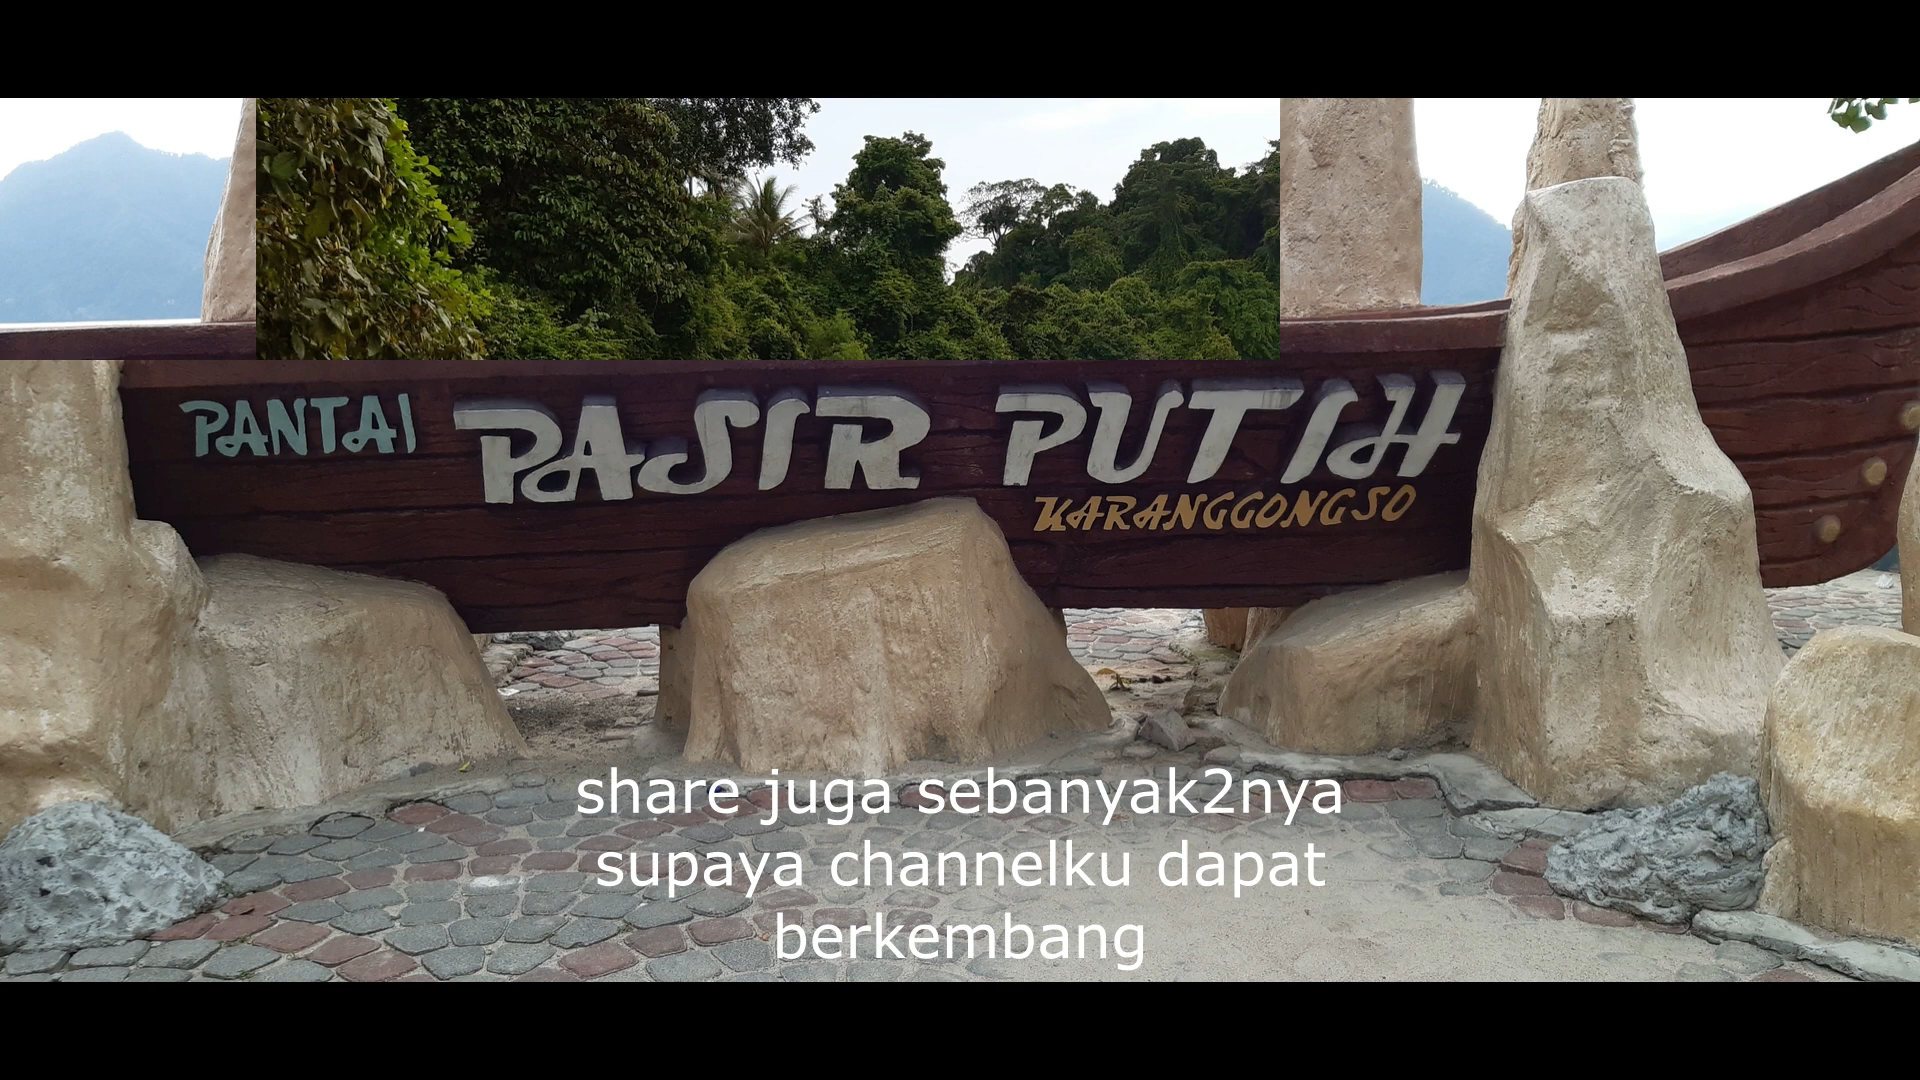 PANTAI PASIR PUTIH
KARANGGONGSO
share juga sebanyak2nya
supaya channelku dapat
berkembang